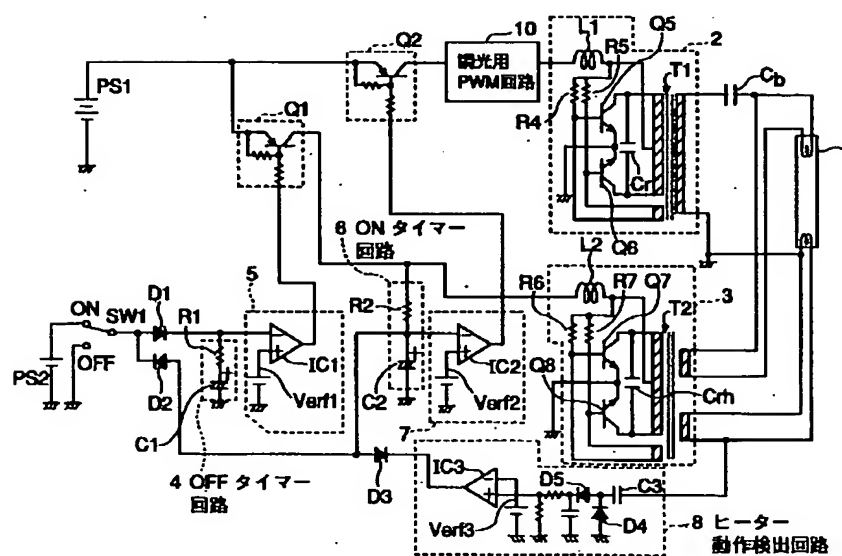 PS1
Q2
Q1
10
調光用
PWM回路
L1
R5
Q5
2
T1
Cb
R4
Cr
Q6
6 ON タイマー
回路
5
R2
L2
R6
R7
Q7
T2
3
ON
SW1
D1
R1
OFF
PS2
D2
IC1
Verf1
C2
IC2
Verf2
Q8
Crh
C1
7
4 OFF タイマー
回路
D3
IC3
Verf3
D5
C3
D4
8 ヒーター
動作検出回路